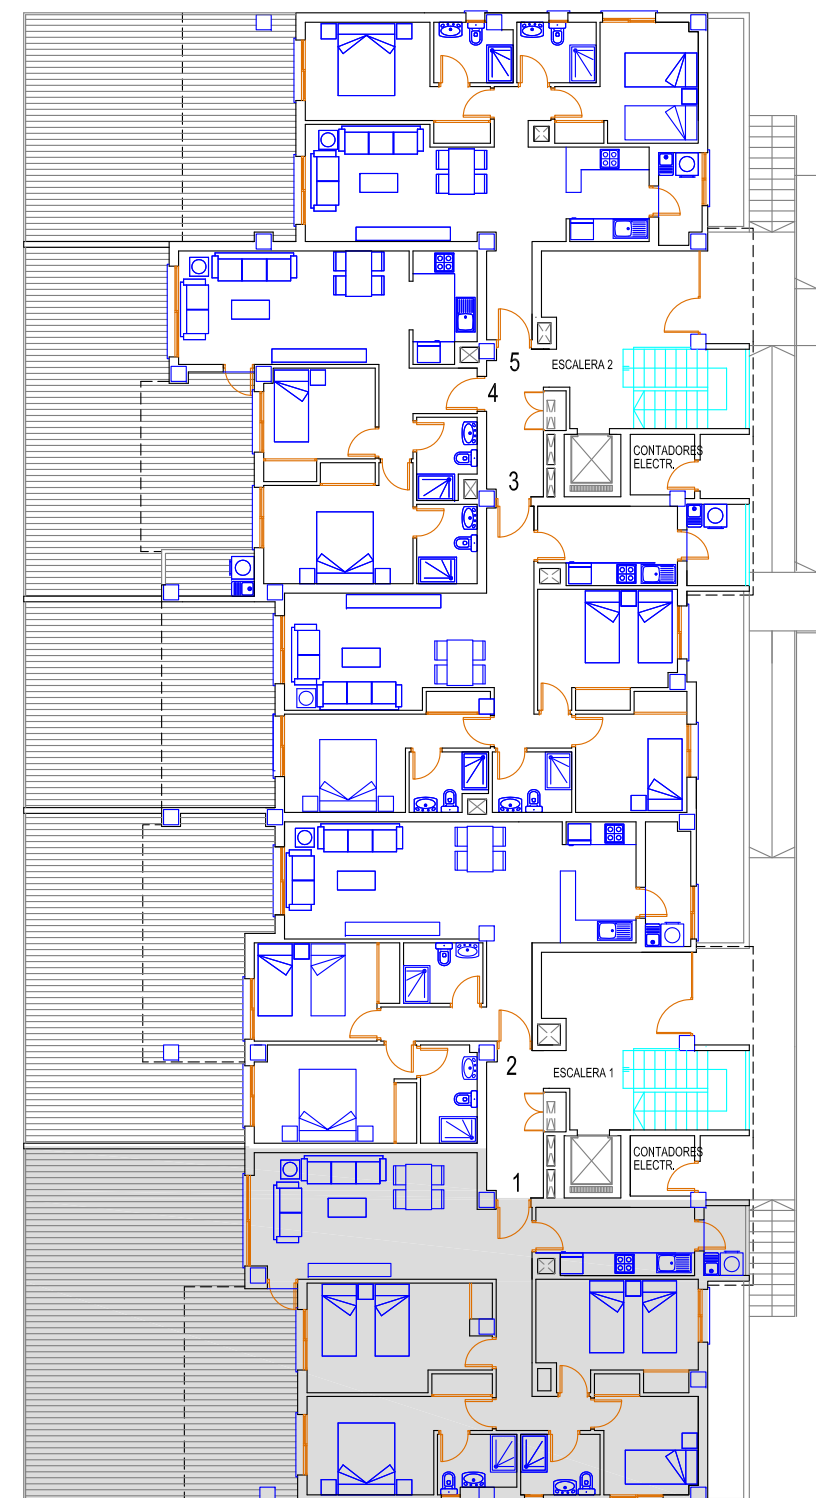 5
ESCALERA 2
4
CONTADORES
ELECTR.
3
2
ESCALERA 1
CONTADORES
ELECTR.
1